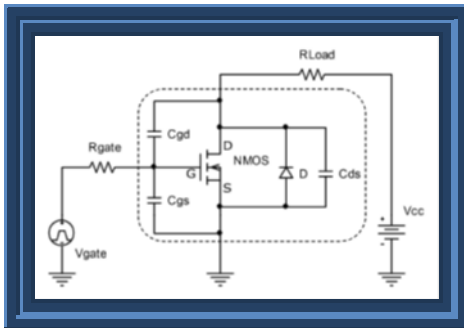 RLoad
Cgd
Rgate
D
NMOS
G
D
Cds
S
Cgs
Vcc
+
-
Vgate